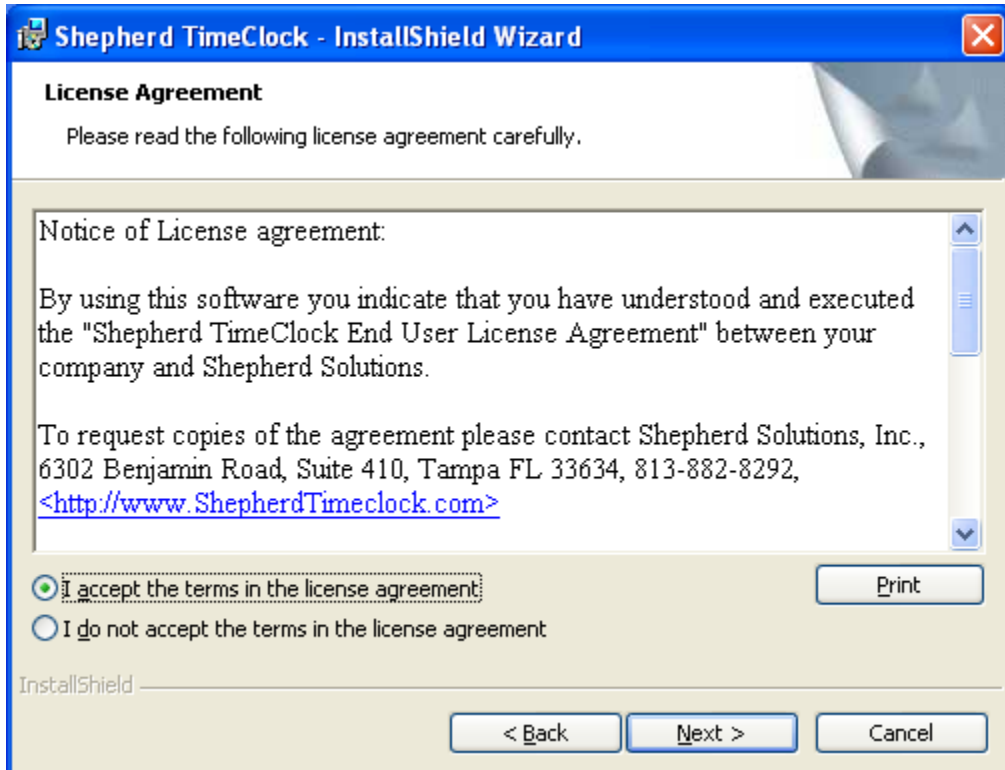 Shepherd TimeClock - InstallShield Wizard
License Agreement
Please read the following license agreement carefully.
Notice of License agreement:
By using this software you indicate that you have understood and executed
the "Shepherd TimeClock End User License Agreement" between your
company and Shepherd Solutions.
To request copies of the agreement please contact Shepherd Solutions, Inc.,
6302 Benjamin Road, Suite 410, Tampa FL 33634, 813-882-8292,
<http://www.ShepherdTimeclock.com>
I accept the terms in the license agreement
Print
I do not accept the terms in the license agreement
InstallShield
< Back
Next >
Cancel